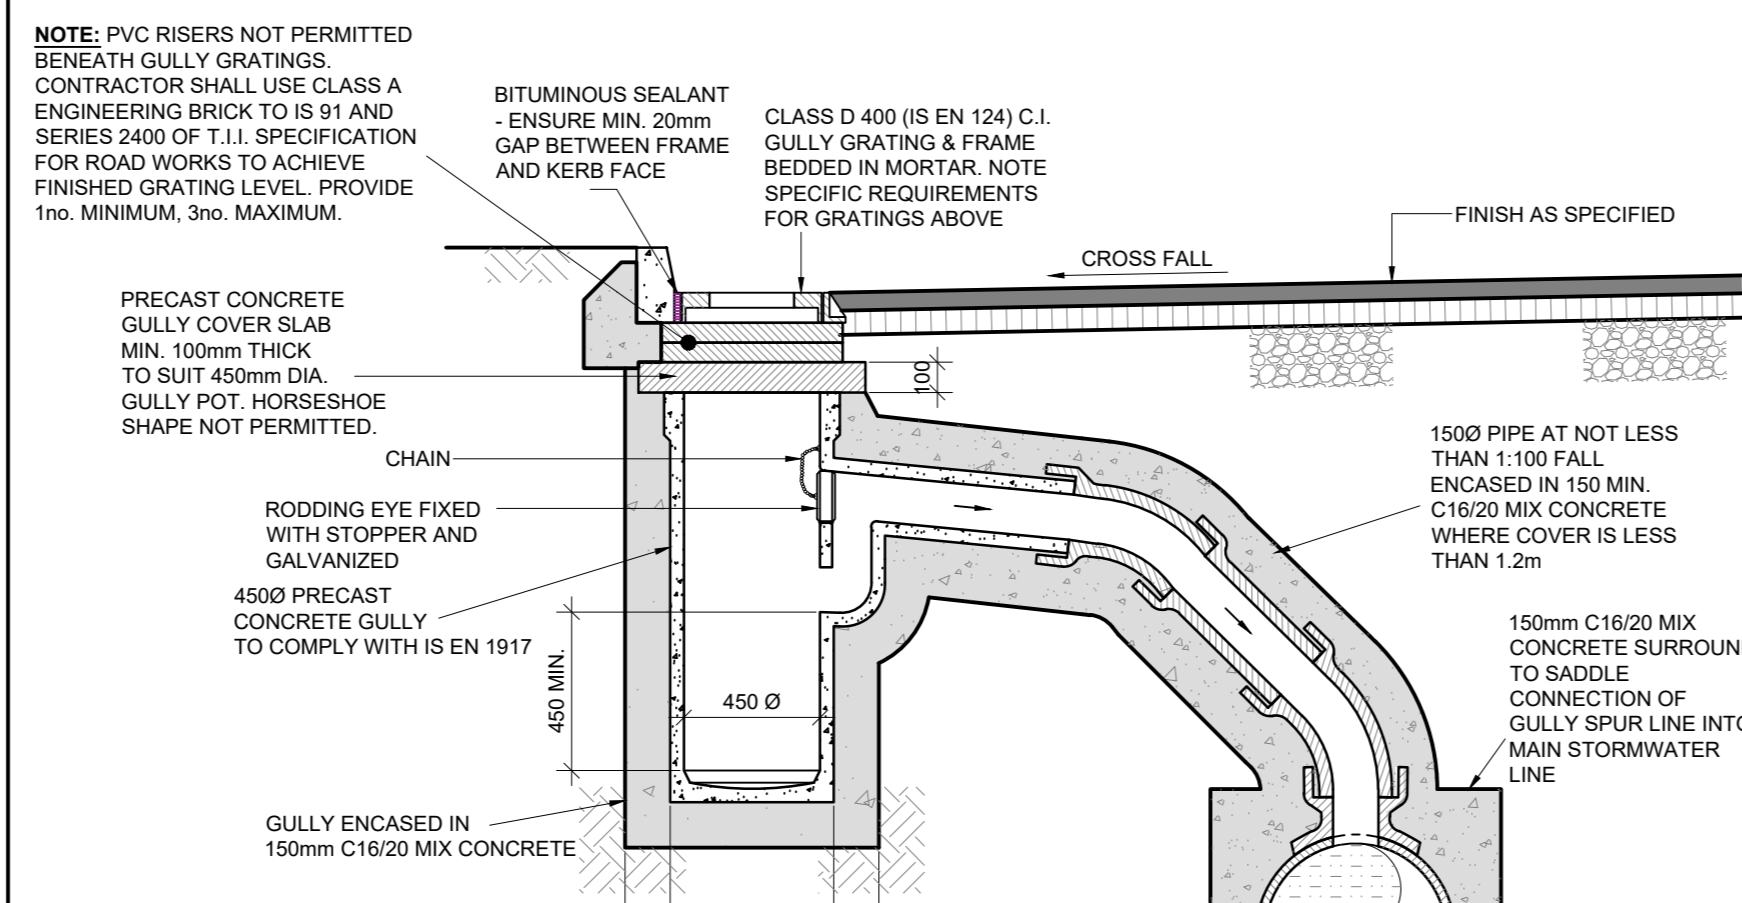 NOTE: PVC RISERS NOT PERMITTED
BENEATH GULLY GRATINGS.
CONTRACTOR SHALL USE CLASS A
ENGINEERING BRICK TO IS 91 AND
SERIES 2400 OF T.I.I. SPECIFICATION
FOR ROAD WORKS TO ACHIEVE
FINISHED GRATING LEVEL. PROVIDE
1no. MINIMUM, 3no. MAXIMUM.
BITUMINOUS SEALANT
- ENSURE MIN. 20mm
GAP BETWEEN FRAME
AND KERB FACE
CLASS D 400 (IS EN 124) C.I.
GULLY GRATING & FRAME
BEDDED IN MORTAR. NOTE
SPECIFIC REQUIREMENTS
FOR GRATINGS ABOVE
FINISH AS SPECIFIED
CROSS FALL
PRECAST CONCRETE
GULLY COVER SLAB
MIN. 100mm THICK
TO SUIT 450mm DIA.
GULLY POT. HORSESHOE
SHAPE NOT PERMITTED.
100
CHAIN
RODDING EYE FIXED
WITH STOPPER AND
GALVANIZED
450Ø PRECAST
CONCRETE GULLY
TO COMPLY WITH IS EN 1917
450 MIN.
450 Ø
GULLY ENCASED IN
150mm C16/20 MIX CONCRETE
150Ø PIPE AT NOT LESS
THAN 1:100 FALL
ENCASED IN 150 MIN.
C16/20 MIX CONCRETE
WHERE COVER IS LESS
THAN 1.2m
150mm C16/20 MIX
CONCRETE SURROUN
TO SADDLE
CONNECTION OF
GULLY SPUR LINE INTO
MAIN STORMWATER
LINE